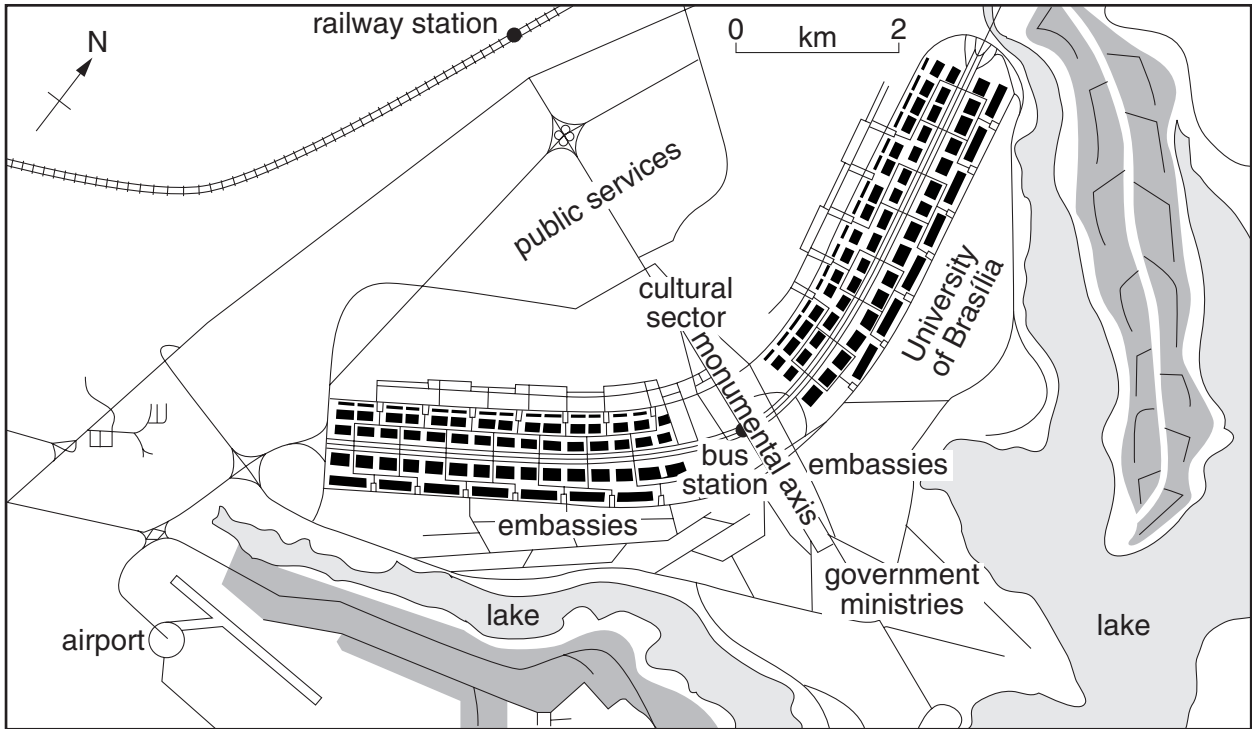 railway station
N
0 2
km
public services
cultural
sector
monumental axis
University
of Brasília
bus
station
embassies
embassies
government
ministries
lake
lake
airport